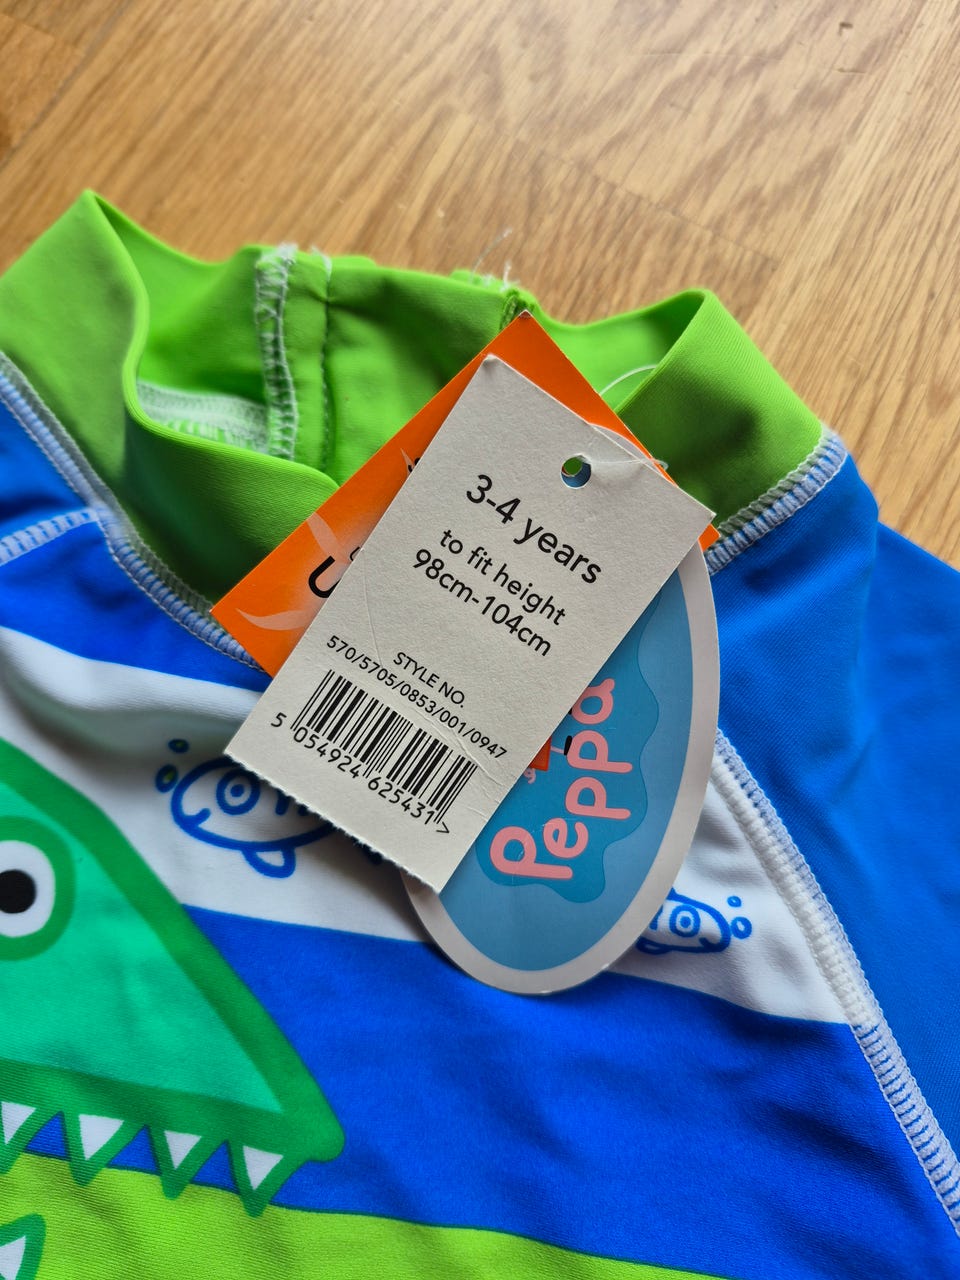 3-4 years
to fit height
98cm-104cm
STYLE NO.
570/5705/0853/001/0947
5 054924 625431 >
Peppa